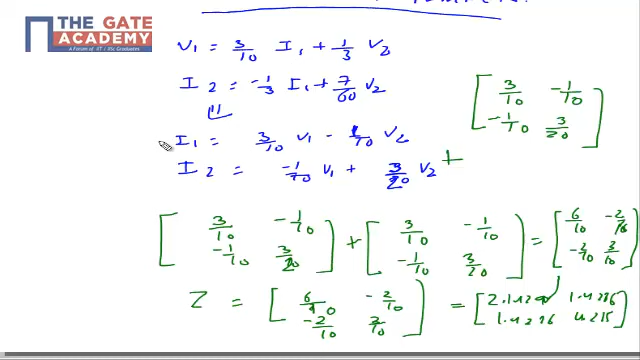 THE GATE
ACADEMY
A Forum of IIT / IISc Graduates
V1 = 3/10 I1 + 1/3 V2
I2 = -1/3 I1 + 7/60 V2
I1 = 3/10 V1 - 1/10 V2
I2 = -1/10 V1 + 3/20 V2 +
[3/10 -1/10
-1/10 3/20]
[3/10 -1/10
-1/10 3/20] + [3/10 -1/10
-1/10 3/20] = [6/10 -2/10
-2/10 3/10]
Z = [6/10 -2/10
-2/10 3/10] = [ 1.4286